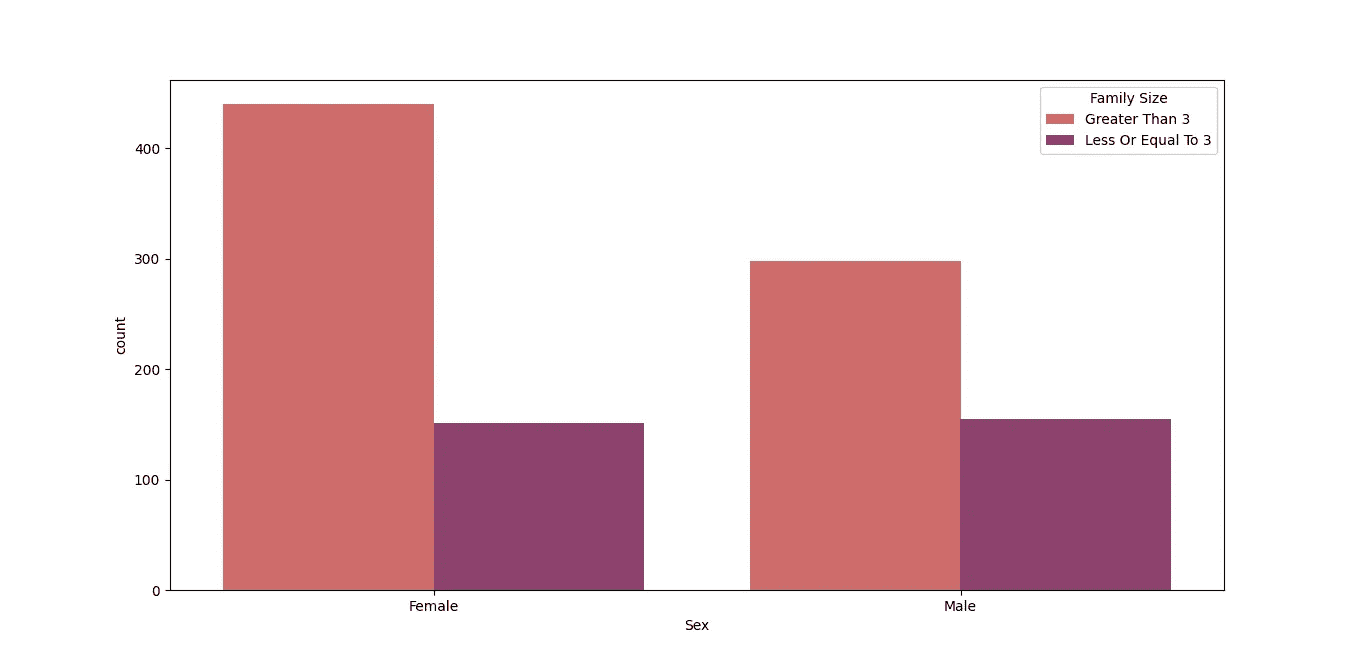 Family Size
Greater Than 3
Less Or Equal To 3
400
300
200
100
0
count
Female
Male
Sex